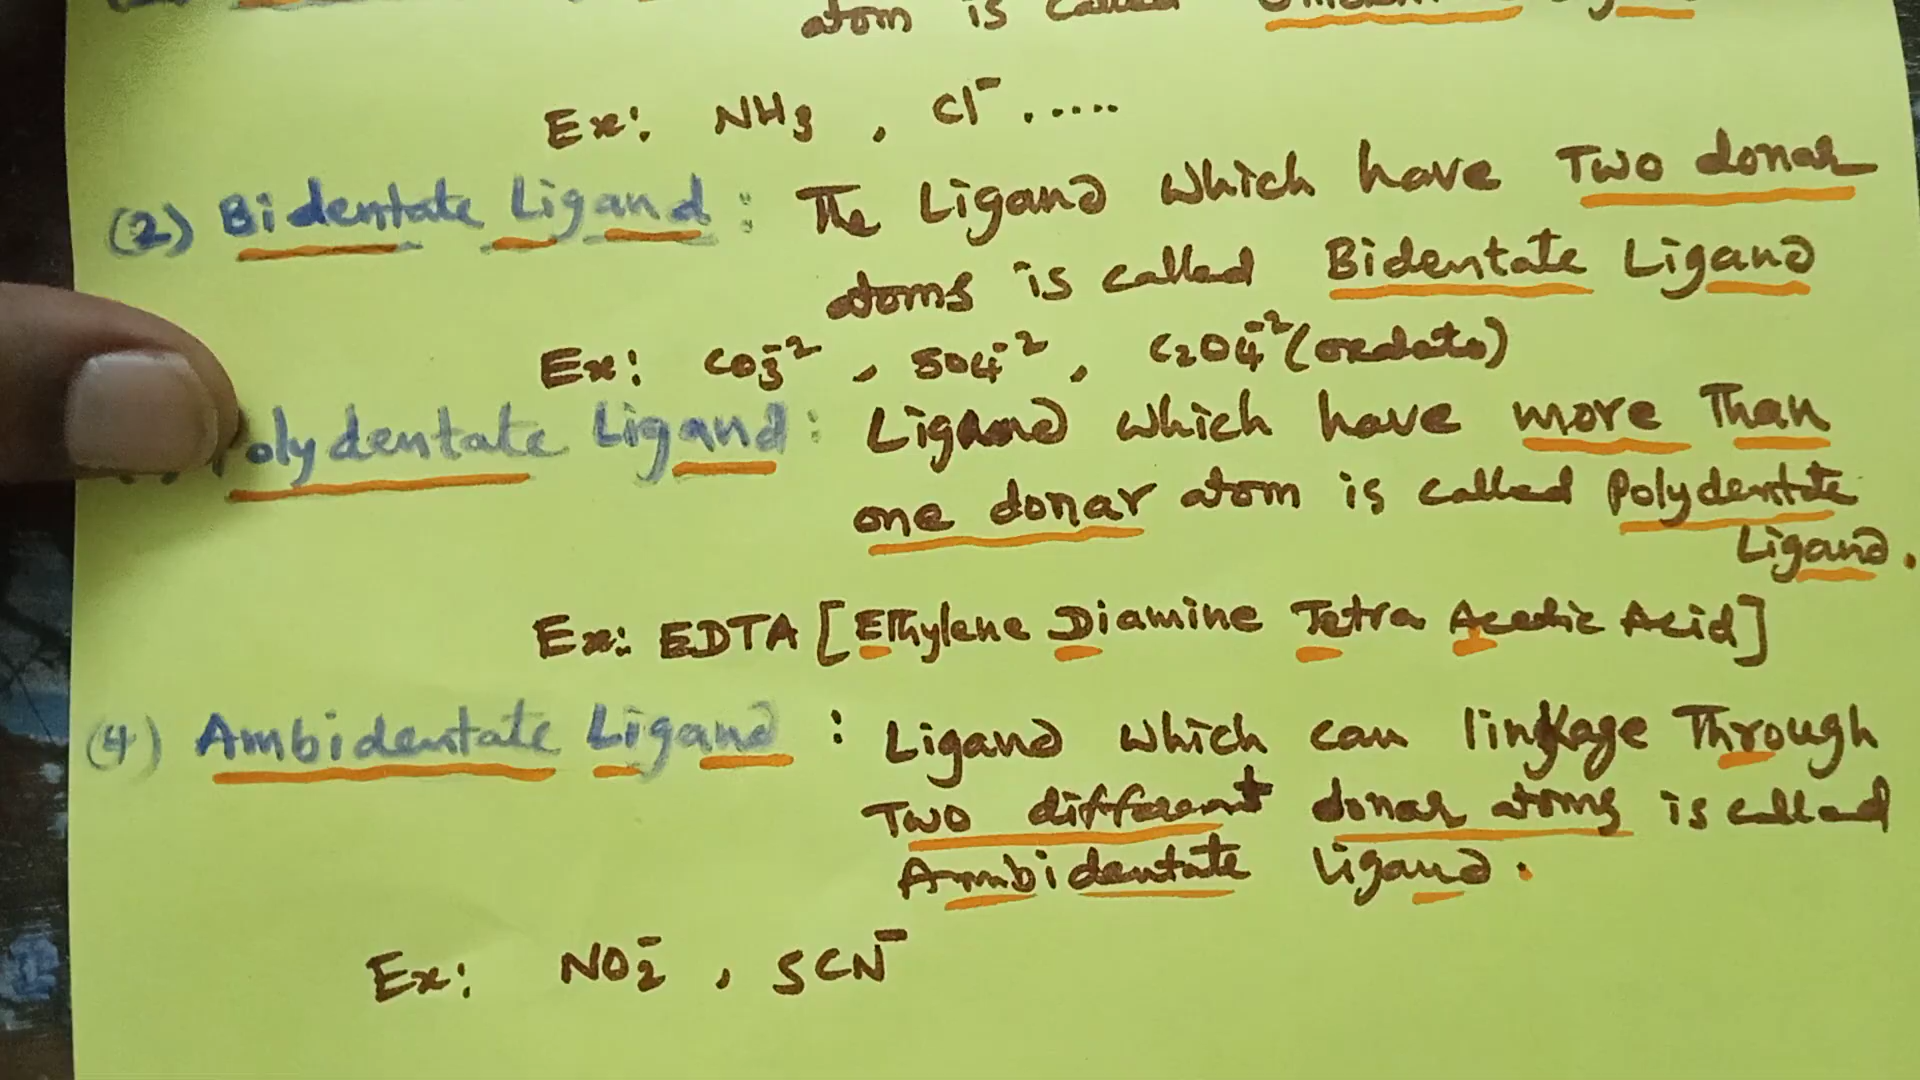 atom is called
Ex: NH3, Cl⁻ .....
(2) Bidentate Ligand : The Ligand which have Two donar
atoms is called Bidentate Ligand
Ex: CO3⁻², SO4⁻², C2O4⁻² (oxalato)
Polydentate Ligand : Ligand which have more Than
one donar atom is called Polydentate
Ligand.
Ex: EDTA [Ethylene Diamine Tetra Acedic Acid]
(4) Ambidentate Ligand : Ligand which can linkage Through
Two different donar atoms is called
Ambidentate Ligand.
Ex: NO2⁻, SCN⁻